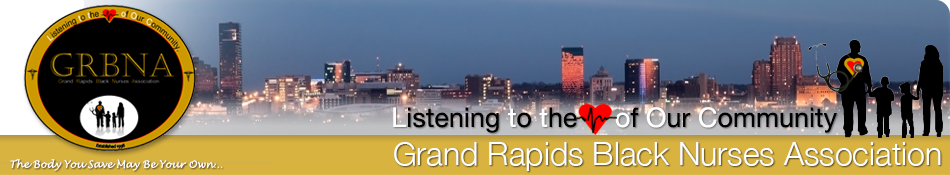 Listening to the of Our Community
GRBNA
Grand Rapids Black Nurses Association
The Body You Save May Be Your Own...
Listening to the of Our Community
Grand Rapids Black Nurses Association